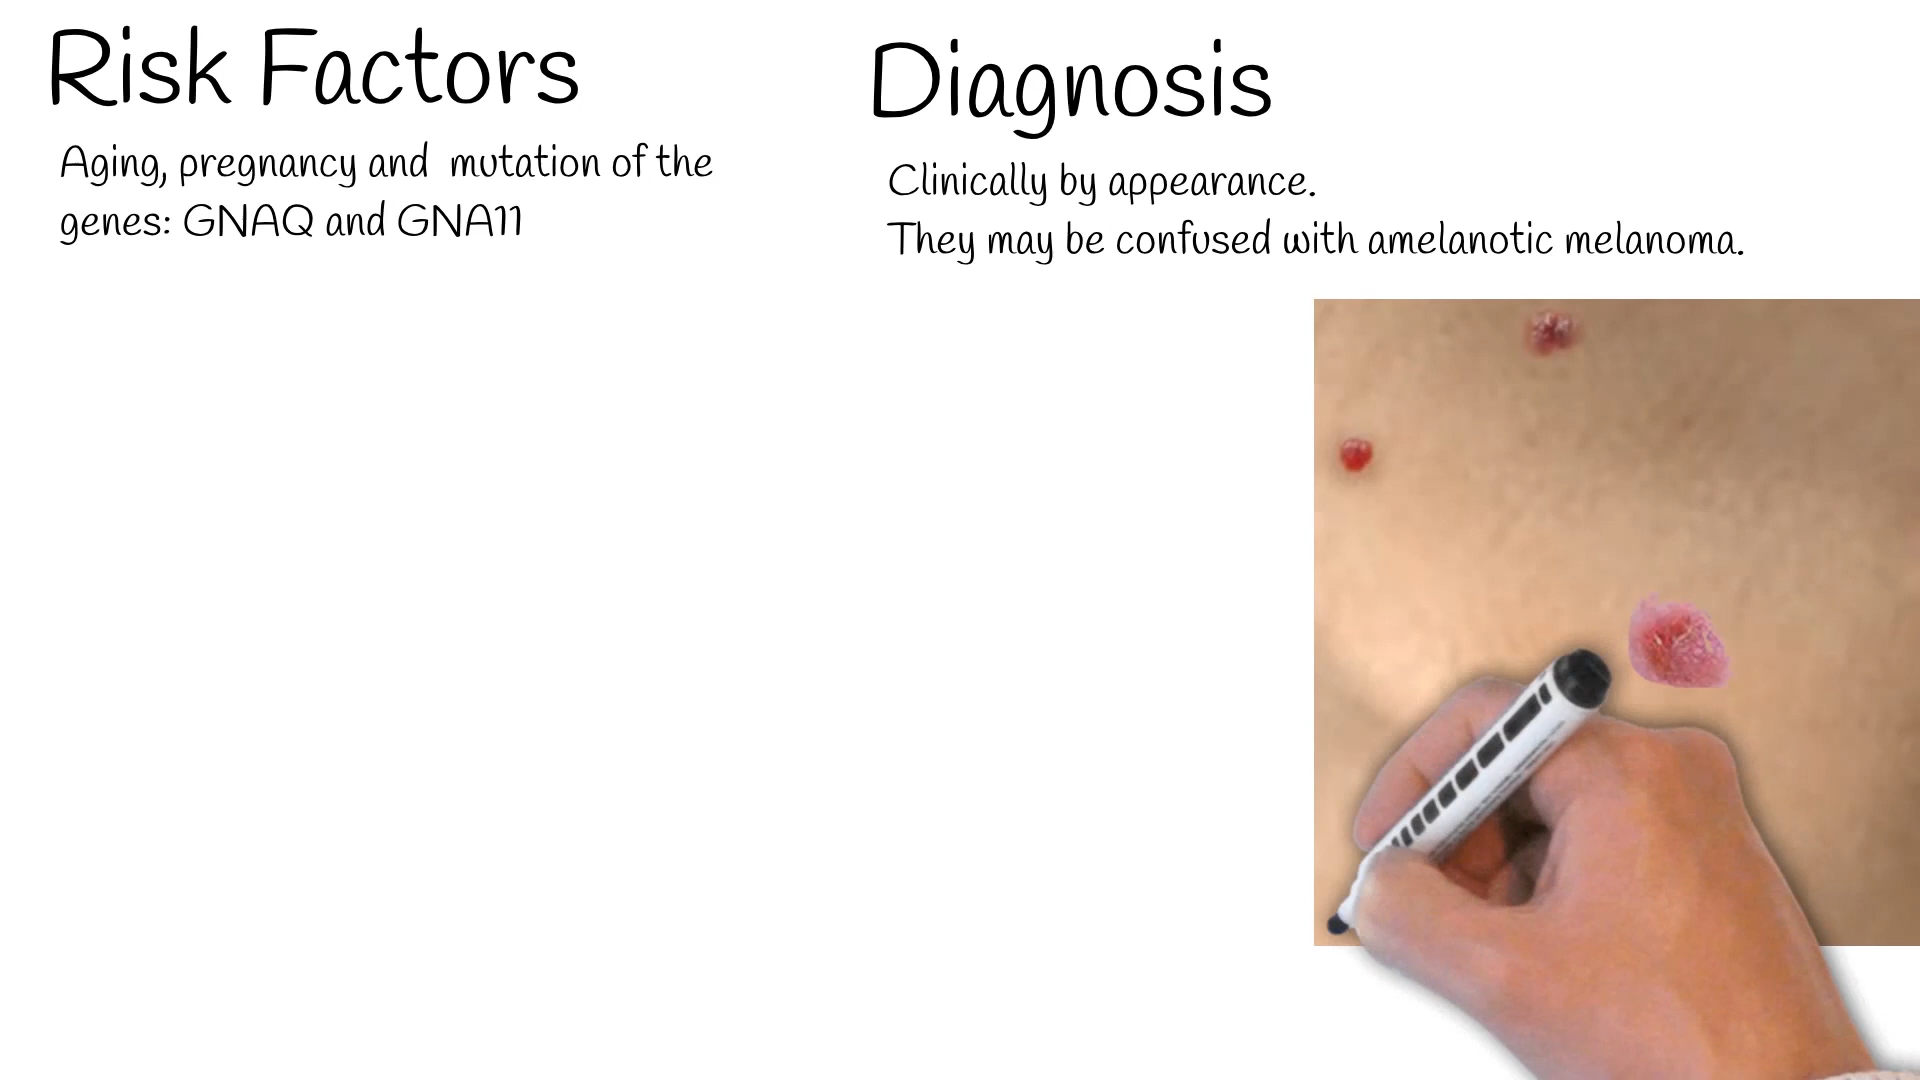 Risk Factors
Aging, pregnancy and mutation of the
genes: GNAQ and GNA11
Diagnosis
Clinically by appearance.
They may be confused with amelanotic melanoma.